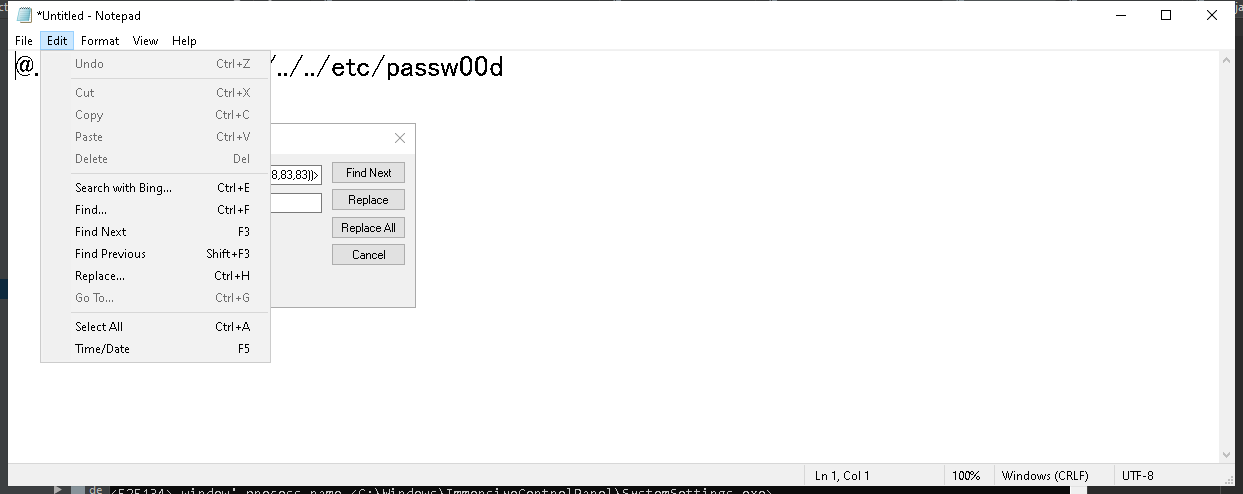 *Untitled - Notepad
File Edit Format View Help
@. /../../etc/passw00d
Undo Ctrl+Z
Cut Ctrl+X
Copy Ctrl+C
Paste Ctrl+V
Delete Del
Search with Bing... Ctrl+E
Find... Ctrl+F
Find Next F3
Find Previous Shift+F3
Replace... Ctrl+H
Go To... Ctrl+G
Select All Ctrl+A
Time/Date F5
8,83,83))>
Find Next
Replace
Replace All
Cancel
Ln 1, Col 1 100% Windows (CRLF) UTF-8
de <525134> window' process name <C:\Windows\ImmersiveControlPanel\SystemSettings.exe>